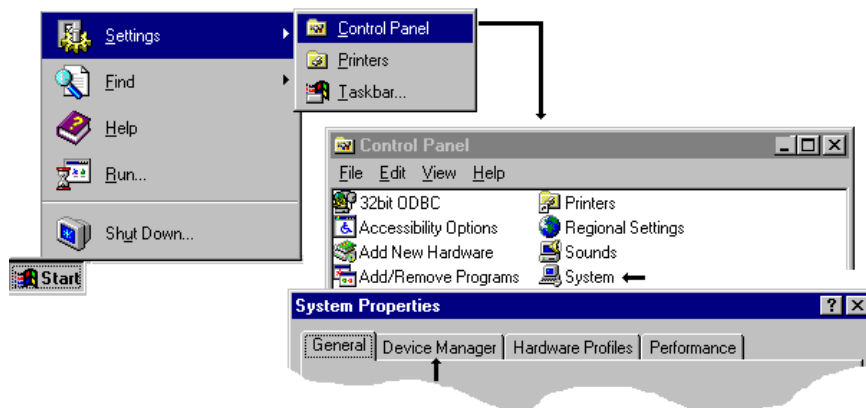 Settings
Find
Help
Run...
Shut Down...
Start
Control Panel
Printers
Taskbar...
Control Panel
File Edit View Help
32bit ODBC
Accessibility Options
Add New Hardware
Add/Remove Programs
Printers
Regional Settings
Sounds
System
System Properties
General Device Manager Hardware Profiles Performance